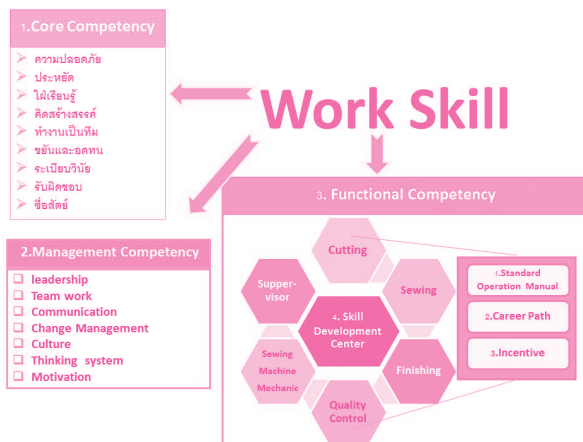 1.Core Competency
ความปลอดภัย
ประหยัด
ใฝ่เรียนรู้
คิดสร้างสรรค์
ทำงานเป็นทีม
ขยันและอดทน
ระเบียบวินัย
รับผิดชอบ
ซื่อสัตย์
Work Skill
2.Management Competency
leadership
Team work
Communication
Change Management
Culture
Thinking system
Motivation
3. Functional Competency
Cutting
Supper-
visor
Sewing
4. Skill
Development
Center
Sewing
Machine
Mechanic
Finishing
Quality
Control
1.Standard
Operation Manual
2.Career Path
3.Incentive